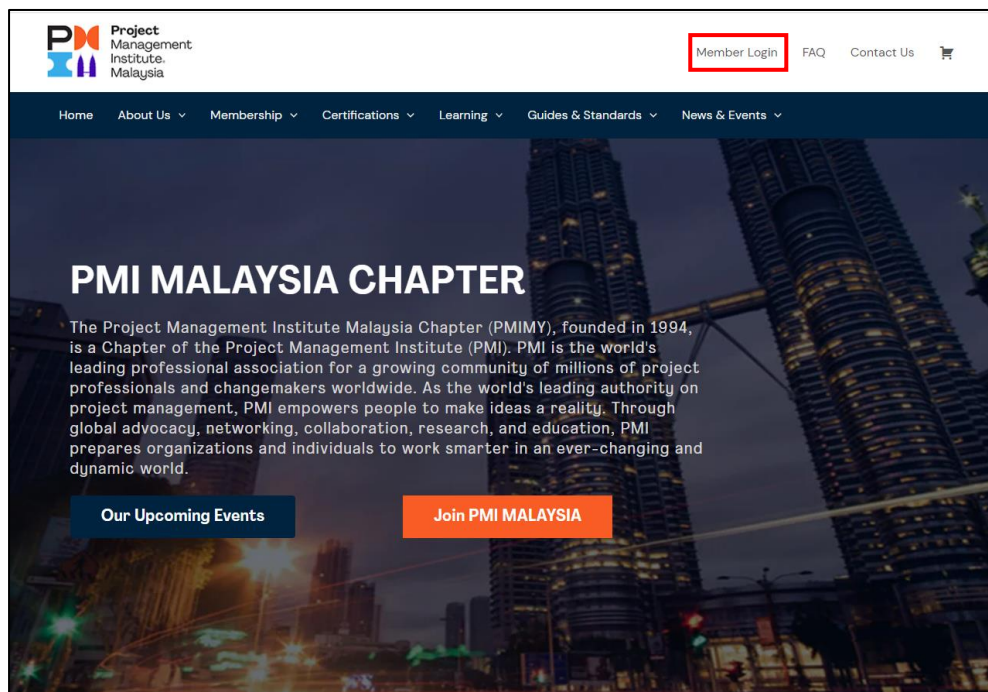 Project
Management
Institute.
Malaysia
Member Login
FAQ
Contact Us
Home
About Us
Membership
Certifications
Learning
Guides & Standards
News & Events
PMI MALAYSIA CHAPTER
The Project Management Institute Malaysia Chapter (PMIMY), founded in 1994,
is a Chapter of the Project Management Institute (PMI). PMI is the world's
leading professional association for a growing community of millions of project
professionals and changemakers worldwide. As the world's leading authority on
project management, PMI empowers people to make ideas a reality. Through
global advocacy, networking, collaboration, research, and education, PMI
prepares organizations and individuals to work smarter in an ever-changing and
dynamic world.
Our Upcoming Events
Join PMI MALAYSIA